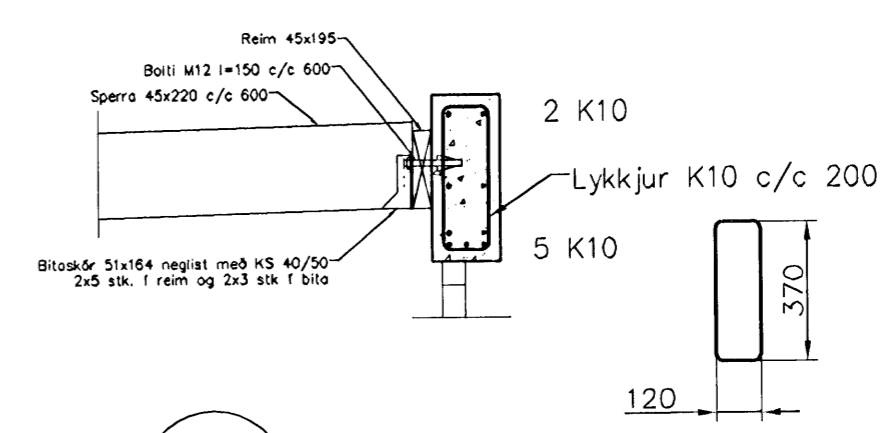 Reim 45x195
Bolti M12 l=150 c/c 600
Sperra 45x220 c/c 600
2 K10
Lykkjur K10 c/c 200
5 K10
Bitaskór 51x164 neglist með KS 40/50
2x5 stk. í reim og 2x3 stk í bita
370
120